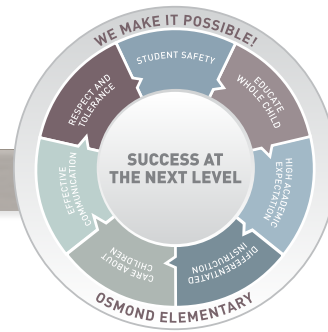 WE MAKE IT POSSIBLE!
STUDENT SAFETY
EDUCATE
WHOLE CHILD
HIGH ACADEMIC
EXPECTATION
DIFFERENTIATED
INSTRUCTION
CARE ABOUT
CHILDREN
EFFECTIVE
COMMUNICATION
RESPECT AND
TOLERANCE
SUCCESS AT
THE NEXT LEVEL
OSMOND ELEMENTARY